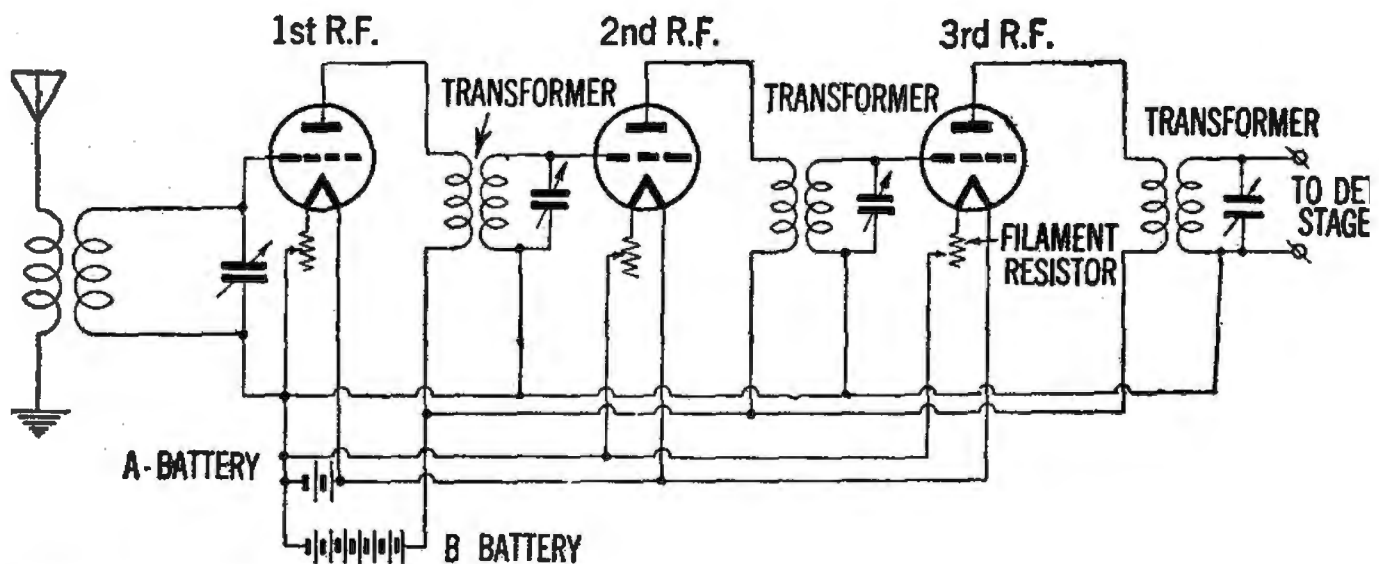 1st R.F.
2nd R.F.
3rd R.F.
TRANSFORMER
TRANSFORMER
TRANSFORMER
TO DET
STAGE
FILAMENT
RESISTOR
A-BATTERY
B BATTERY